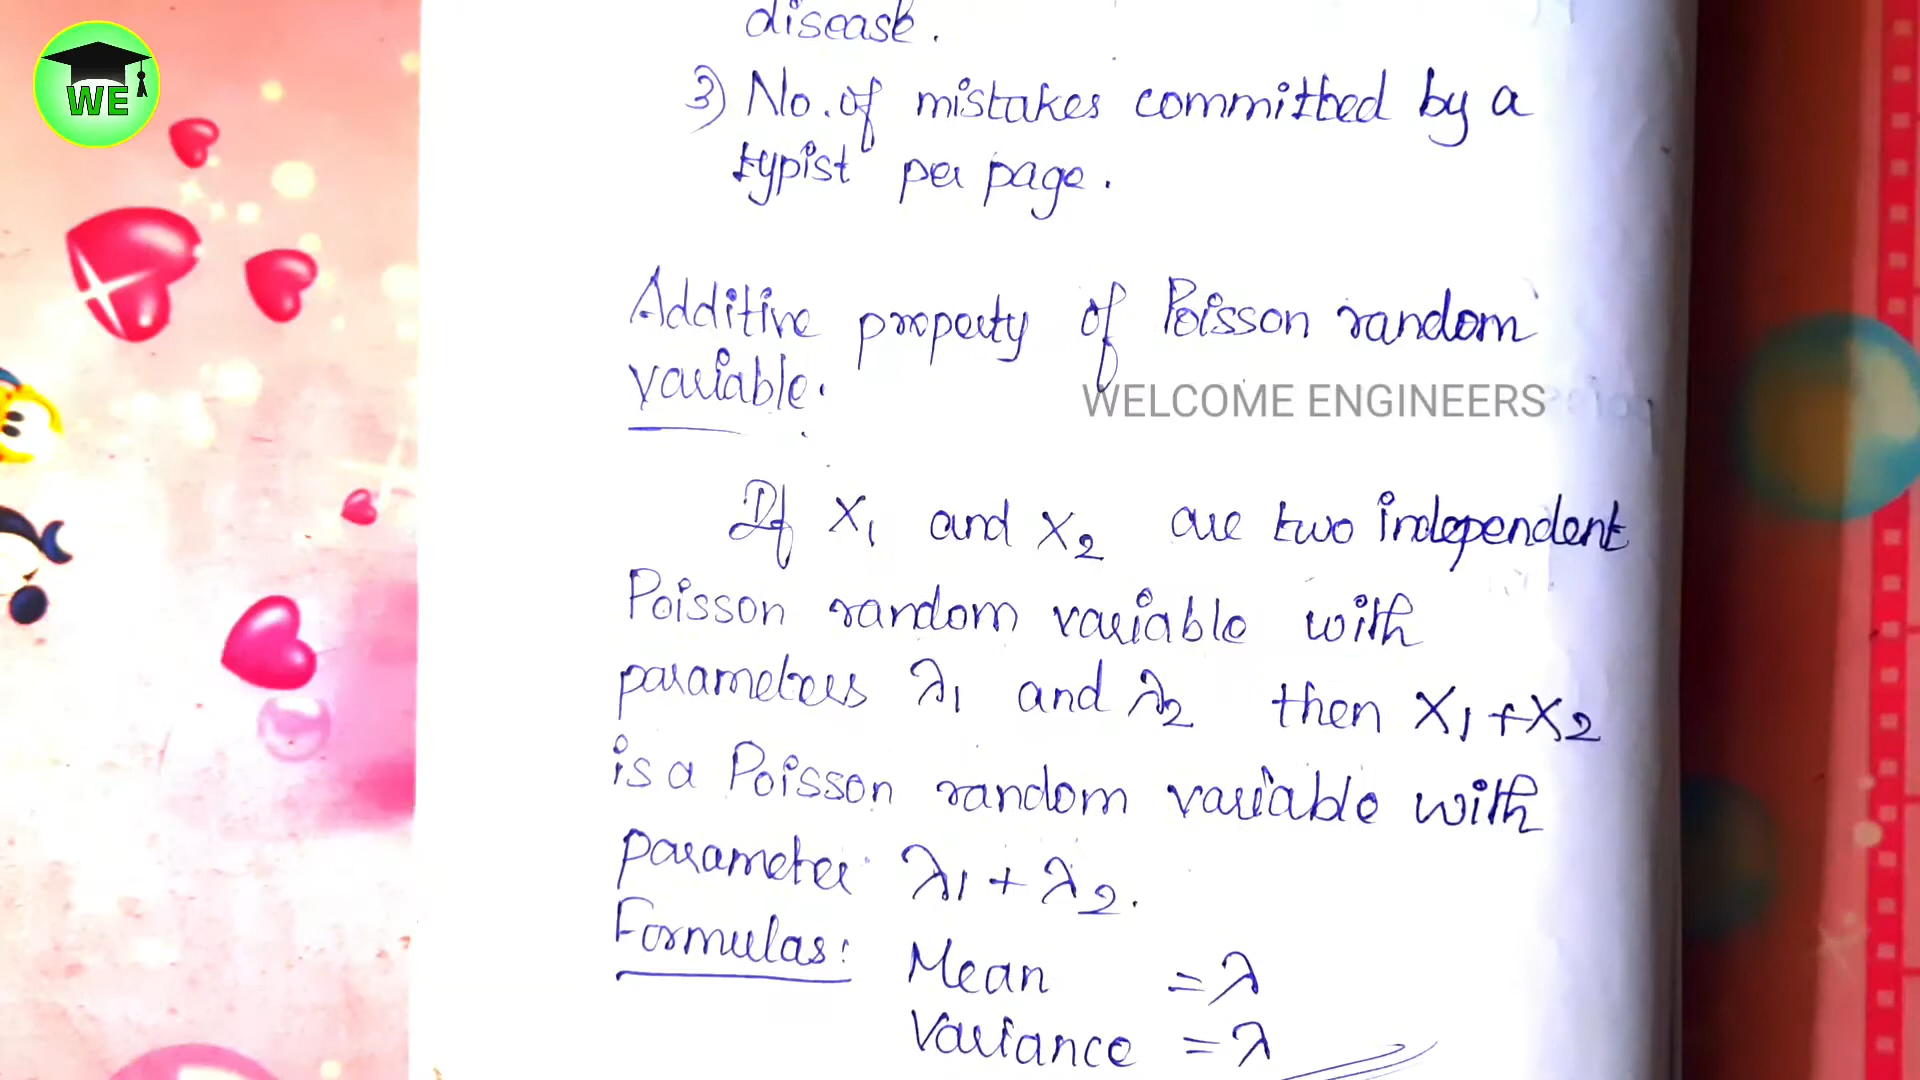 WE
disease.
3) No. of mistakes committed by a
typist per page.
Additive property of Poisson random
variable.
WELCOME ENGINEERS
If X₁ and X₂ are two independent
Poisson random variable with
parameters λ₁ and λ₂ then X₁+X₂
is a Poisson random variable with
parameter λ₁ + λ₂.
Formulas: Mean = λ
Variance = λ